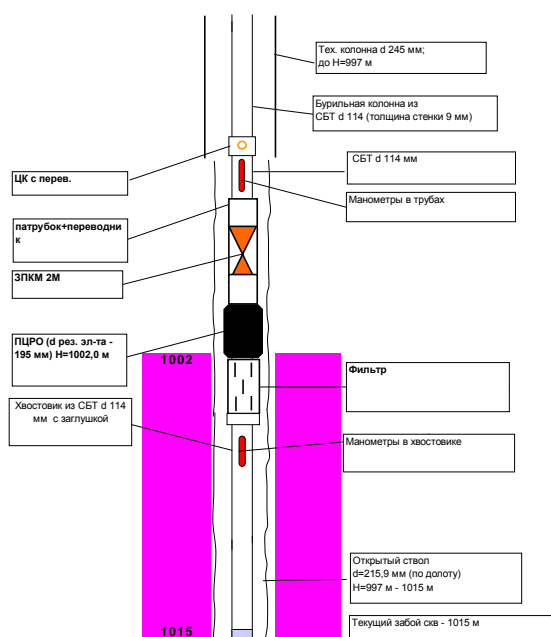 Тех. колонна d 245 мм;
до Н=997 м
Бурильная колонна из
СБТ d 114 (толщина стенки 9 мм)
СБТ d 114 мм
ЦК с перев.
Манометры в трубах
патрубок+переводни
к
ЗПКМ 2М
ПЦРО (d рез. эл-та -
195 мм) Н=1002,0 м
1002
Фильтр
Хвостовик из СБТ d 114
мм с заглушкой
Манометры в хвостовике
Открытый ствол
d=215,9 мм (по долоту)
Н=997 м - 1015 м
Текущий забой скв - 1015 м
1015